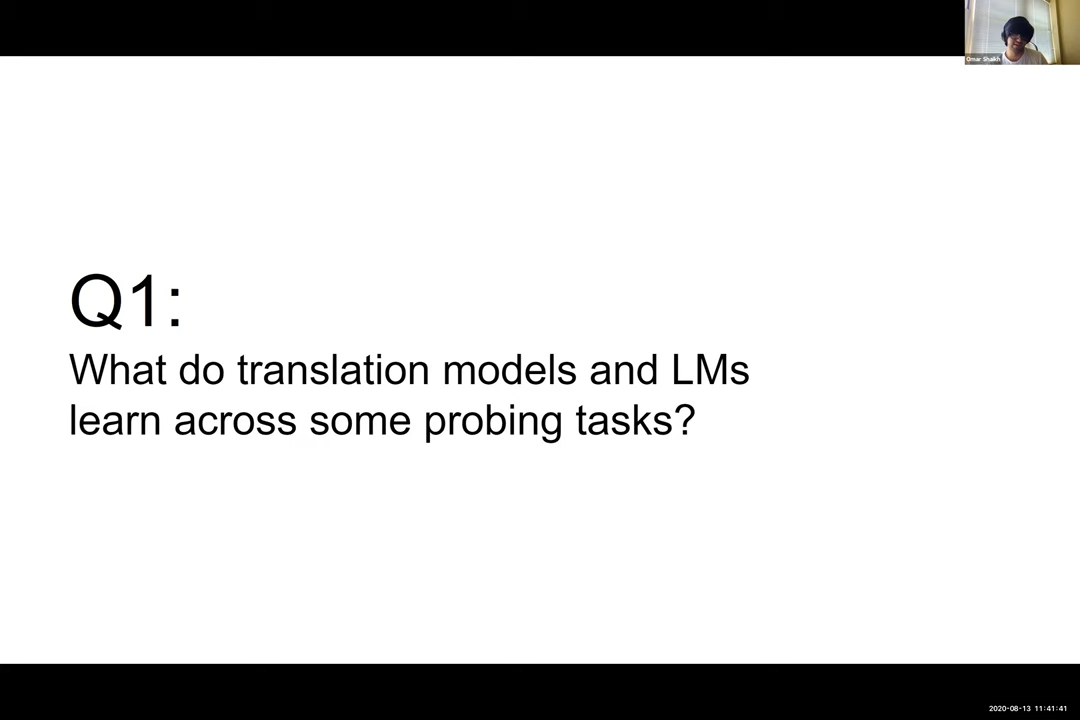 Omar Shaikh
Q1:
What do translation models and LMs
learn across some probing tasks?
2020-08-13 11:41:41